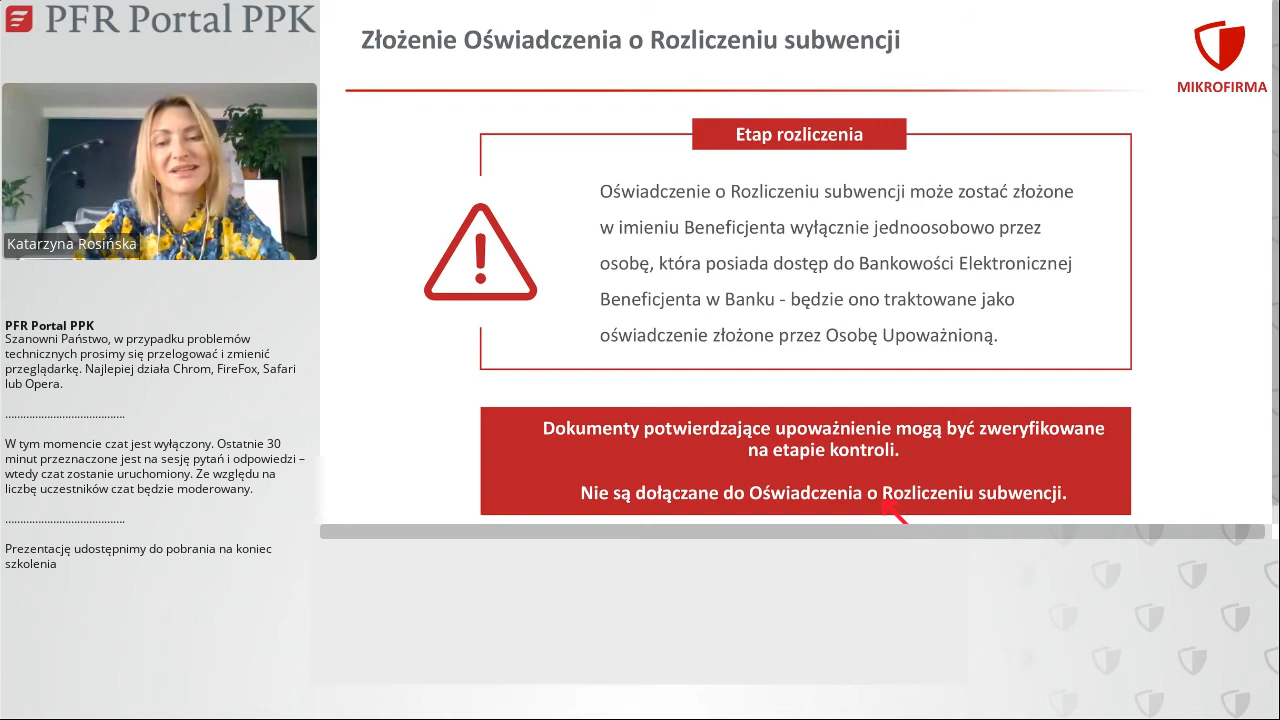 PFR Portal PPK
Złożenie Oświadczenia o Rozliczeniu subwencji
MIKROFIRMA
Katarzyna Rosińska
Etap rozliczenia
Oświadczenie o Rozliczeniu subwencji może zostać złożone
w imieniu Beneficjenta wyłącznie jednoosobowo przez
osobę, która posiada dostęp do Bankowości Elektronicznej
Beneficjenta w Banku - będzie ono traktowane jako
oświadczenie złożone przez Osobę Upoważnioną.
Dokumenty potwierdzające upoważnienie mogą być zweryfikowane
na etapie kontroli.
Nie są dołączane do Oświadczenia o Rozliczeniu subwencji.
PFR Portal PPK
Szanowni Państwo, w przypadku problemów
technicznych prosimy się przelogować i zmienić
przeglądarkę. Najlepiej działa Chrom, FireFox, Safari
lub Opera.
........................................
W tym momencie czat jest wyłączony. Ostatnie 30
minut przeznaczone jest na sesję pytań i odpowiedzi –
wtedy czat zostanie uruchomiony. Ze względu na
liczbę uczestników czat będzie moderowany.
........................................
Prezentację udostępnimy do pobrania na koniec
szkolenia